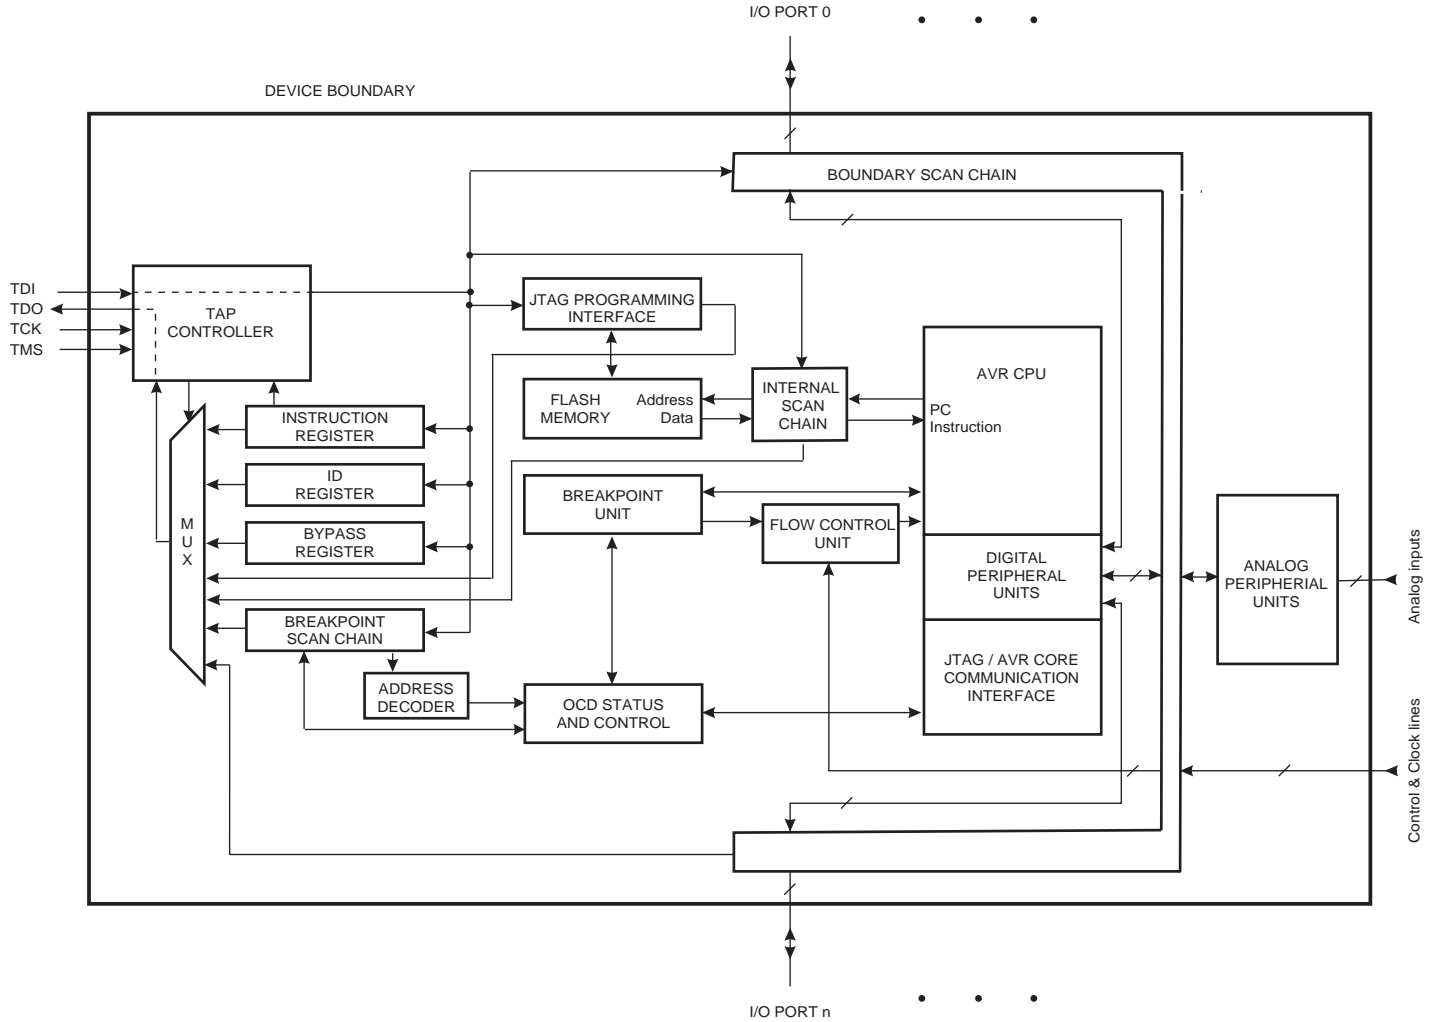 I/O PORT 0
DEVICE BOUNDARY
BOUNDARY SCAN CHAIN
TDI
TDO
TCK
TMS
TAP
CONTROLLER
JTAG PROGRAMMING
INTERFACE
AVR CPU
FLASH
MEMORY
Address
Data
INTERNAL
SCAN
CHAIN
PC
Instruction
INSTRUCTION
REGISTER
ID
REGISTER
BREAKPOINT
UNIT
FLOW CONTROL
UNIT
M
U
X
BYPASS
REGISTER
DIGITAL
PERIPHERAL
UNITS
ANALOG
PERIPHERIAL
UNITS
Analog inputs
BREAKPOINT
SCAN CHAIN
JTAG / AVR CORE
COMMUNICATION
INTERFACE
ADDRESS
DECODER
OCD STATUS
AND CONTROL
Control & Clock lines
I/O PORT n